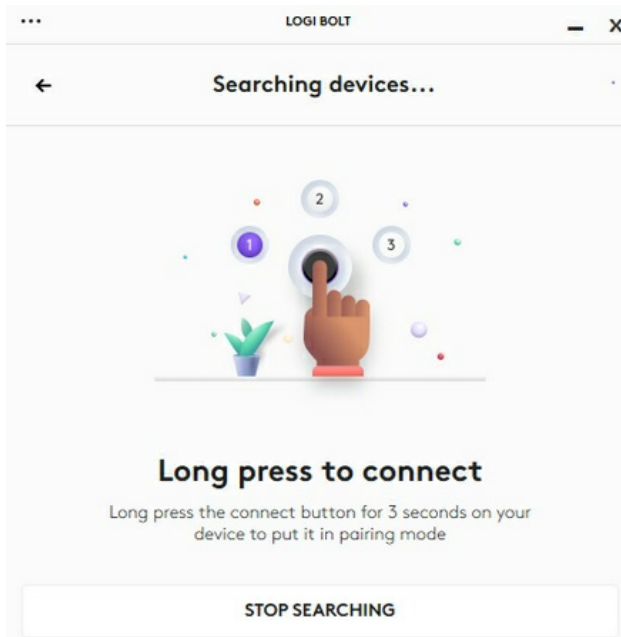 LOGI BOLT
Searching devices...
2
1
3
Long press to connect
Long press the connect button for 3 seconds on your
device to put it in pairing mode
STOP SEARCHING